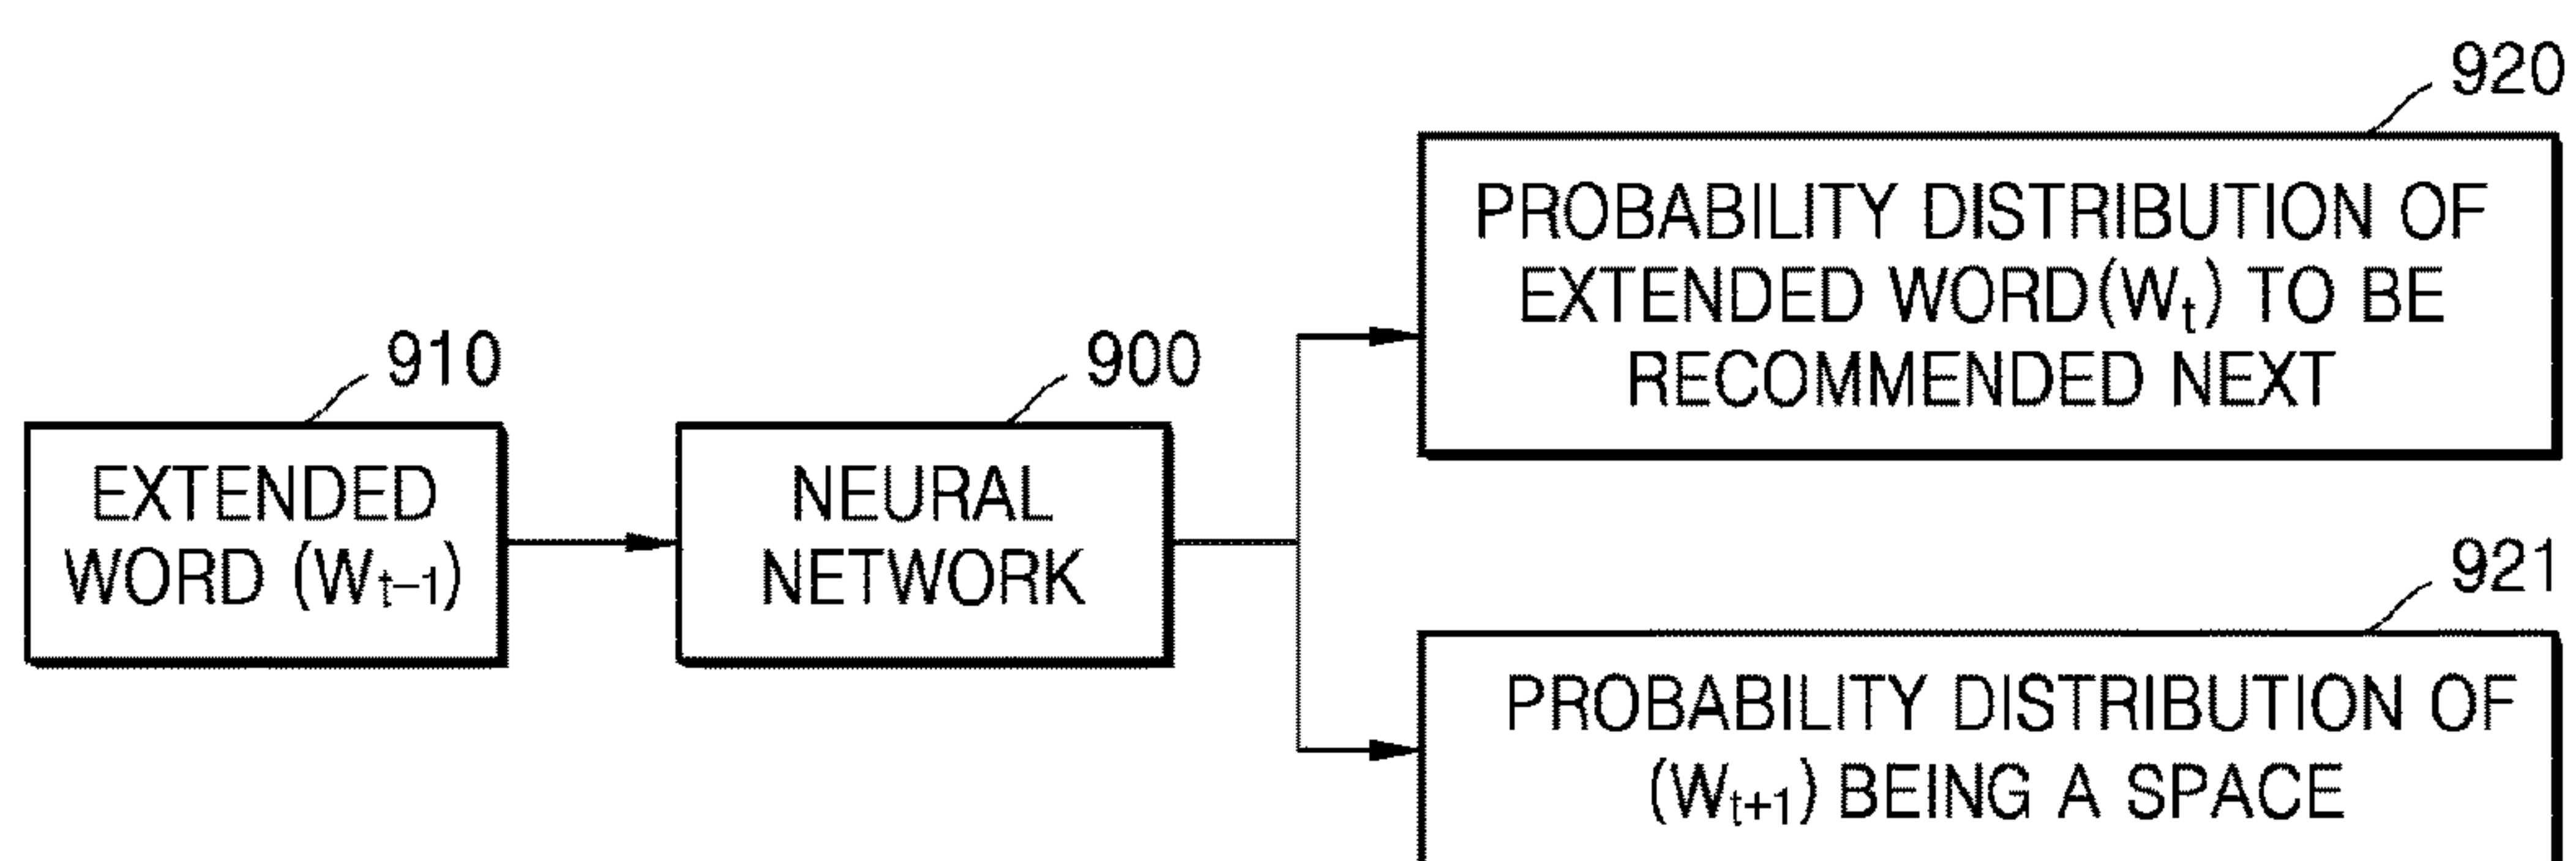 920
PROBABILITY DISTRIBUTION OF
EXTENDED WORD(Wt) TO BE
RECOMMENDED NEXT
910
EXTENDED
WORD (Wt-1)
900
NEURAL
NETWORK
921
PROBABILITY DISTRIBUTION OF
(Wt+1) BEING A SPACE